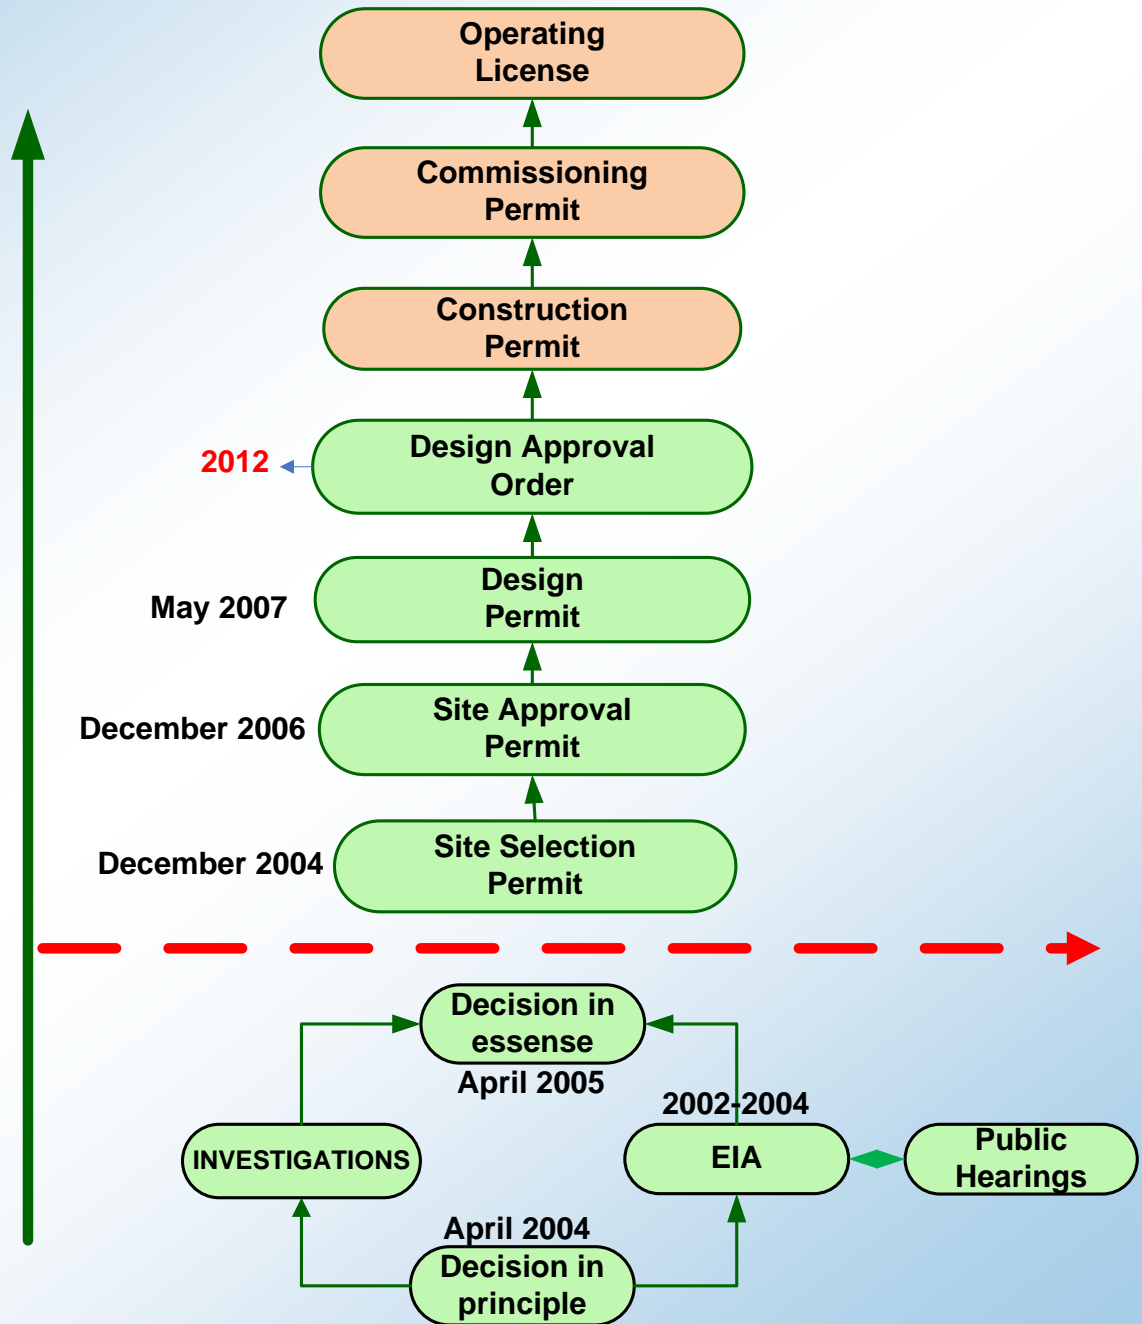 Operating
License
Commissioning
Permit
Construction
Permit
Design Approval
Order
2012
Design
Permit
May 2007
Site Approval
Permit
December 2006
Site Selection
Permit
December 2004
Decision in
essense
April 2005
2002-2004
INVESTIGATIONS
EIA
Public
Hearings
April 2004
Decision in
principle